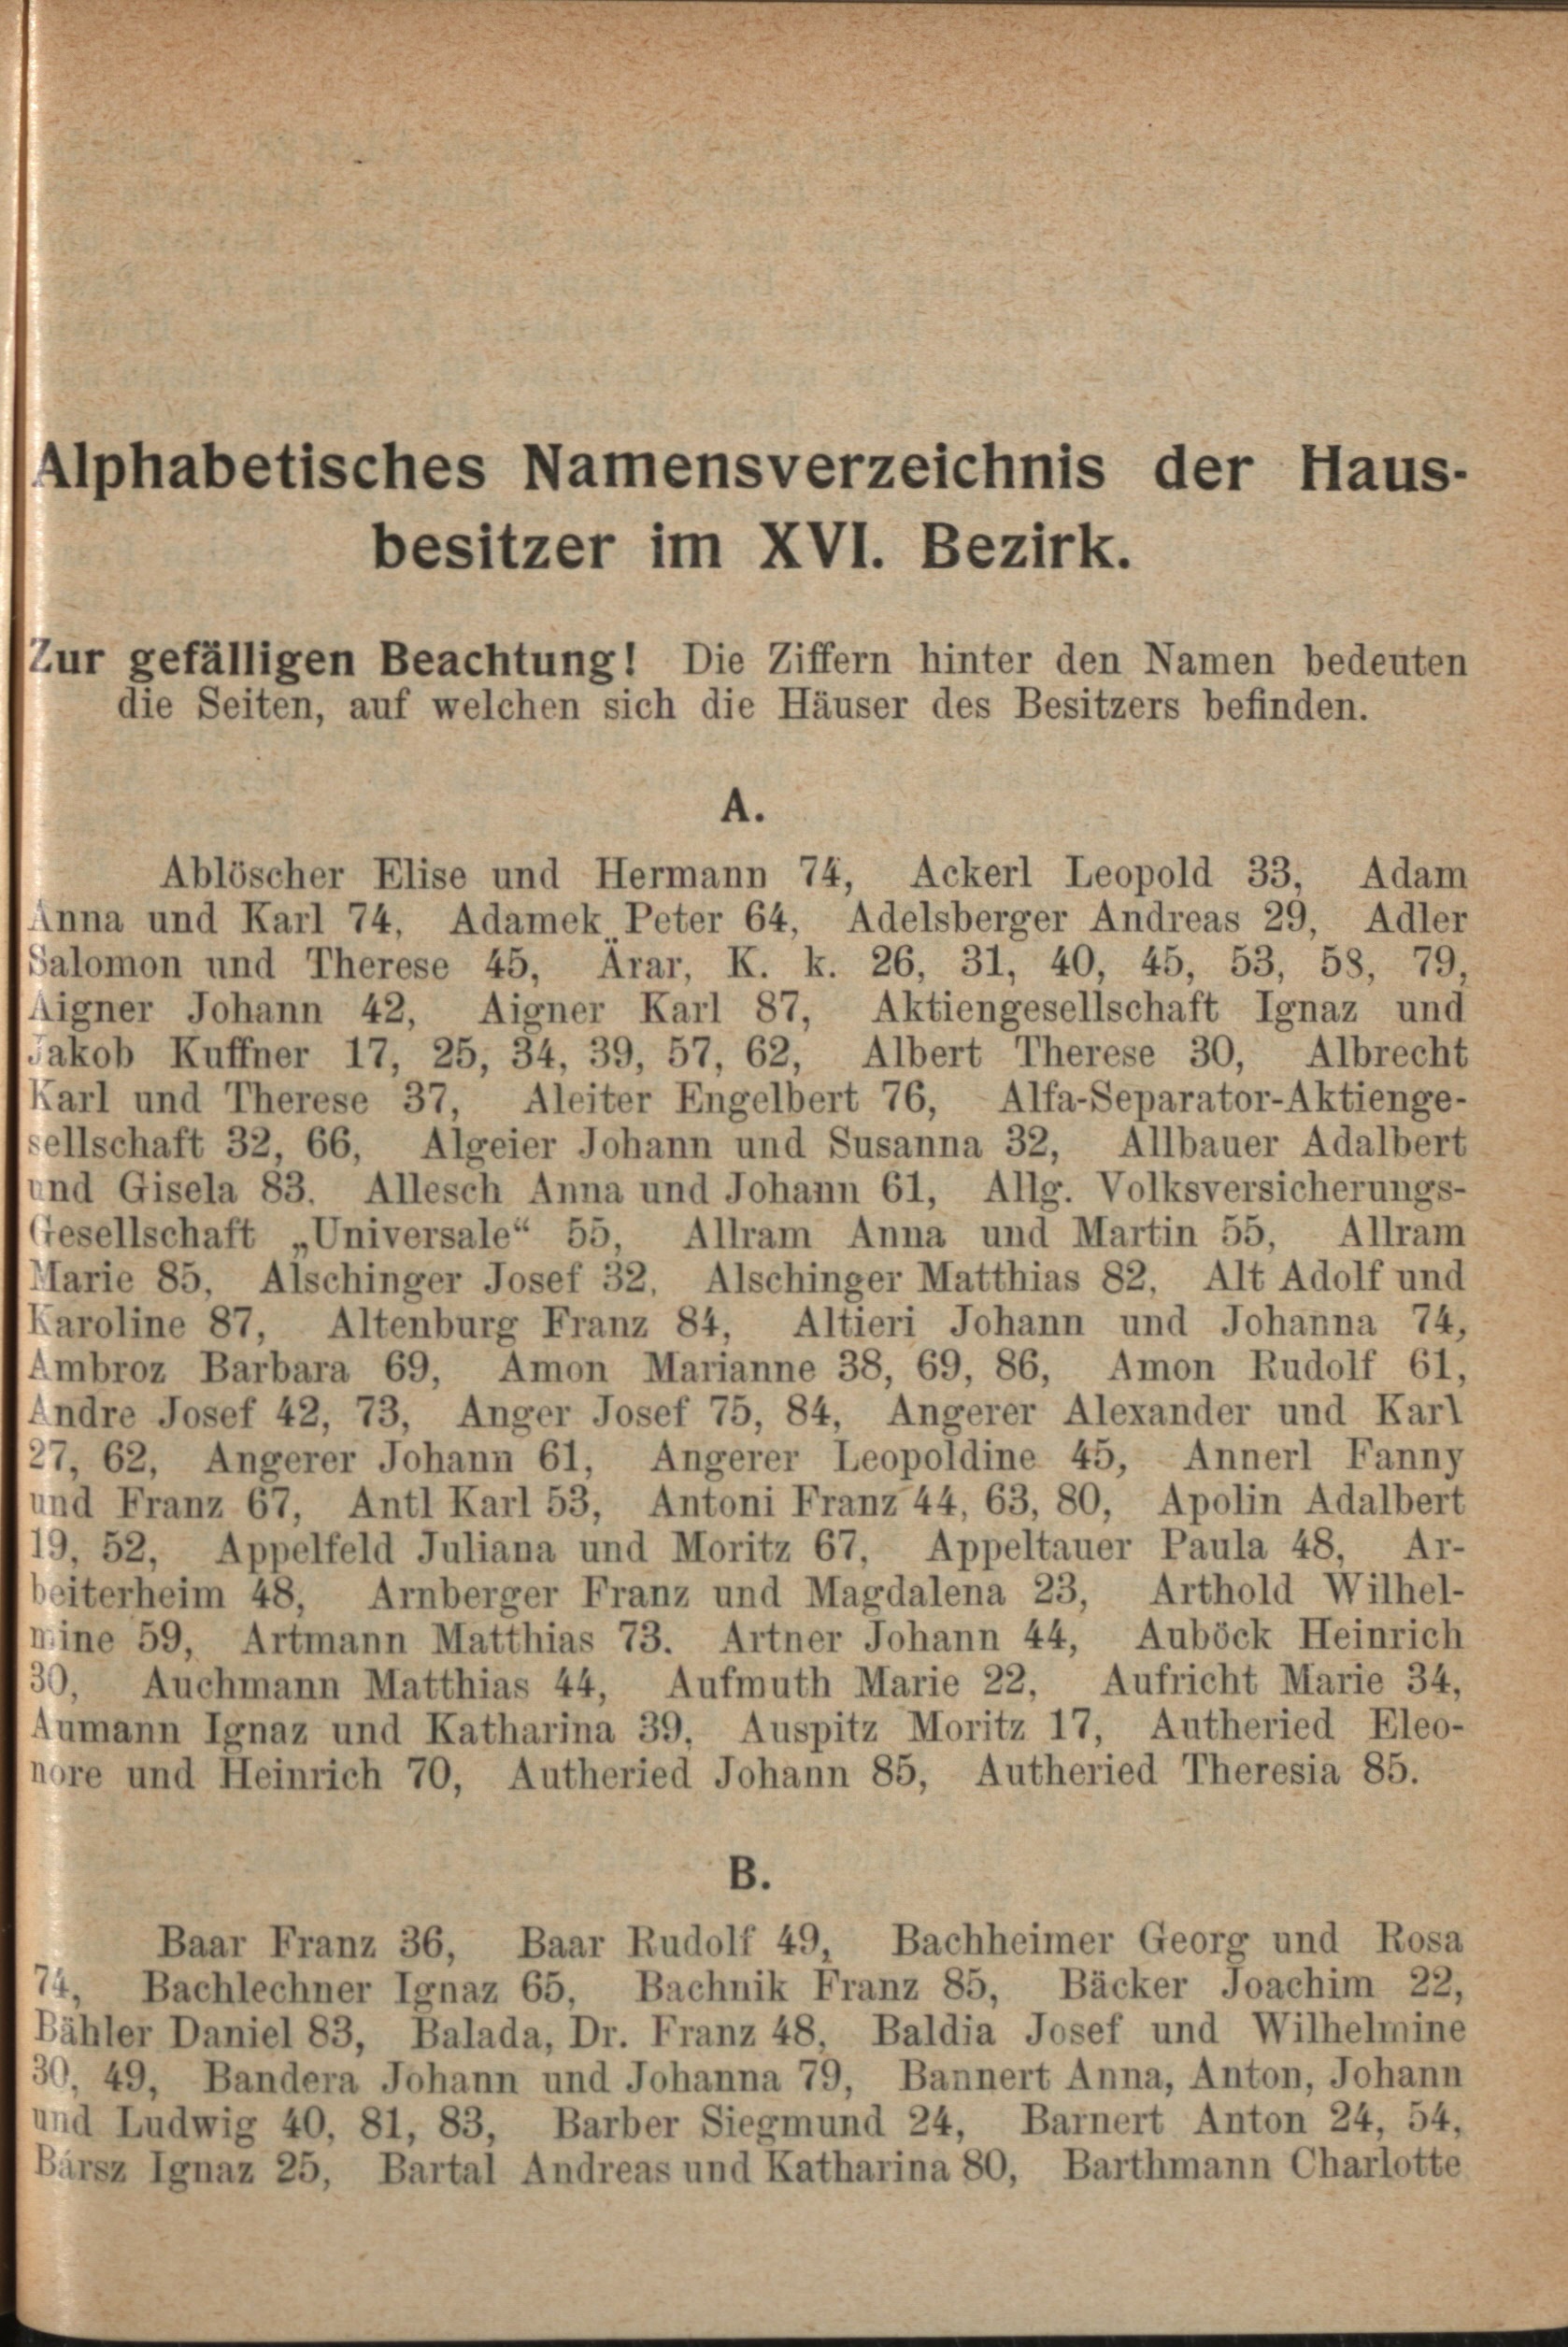 Alphabetisches Namensverzeichnis der Haus-
besitzer im XVI. Bezirk.
Zur gefälligen Beachtung! Die Ziffern hinter den Namen bedeuten
die Seiten, auf welchen sich die Häuser des Besitzers befinden.
A.
Ablöscher Elise und Hermann 74, Ackerl Leopold 33, Adam
Anna und Karl 74, Adamek Peter 64, Adelsberger Andreas 29, Adler
Salomon und Therese 45, Ärar, K. k. 26, 31, 40, 45, 53, 58, 79,
Aigner Johann 42, Aigner Karl 87, Aktiengesellschaft Ignaz und
Jakob Kuffner 17, 25, 34, 39, 57, 62, Albert Therese 30, Albrecht
Karl und Therese 37, Aleiter Engelbert 76, Alfa-Separator-Aktienge-
sellschaft 32, 66, Algeier Johann und Susanna 32, Allbauer Adalbert
und Gisela 83. Allesch Anna und Johann 61, Allg. Volksversicherungs-
Gesellschaft „Universale“ 55, Allram Anna und Martin 55, Allram
Marie 85, Alschinger Josef 32, Alschinger Matthias 82, Alt Adolf und
Karoline 87, Altenburg Franz 84, Altieri Johann und Johanna 74,
Ambroz Barbara 69, Amon Marianne 38, 69, 86, Amon Rudolf 61,
Andre Josef 42, 73, Anger Josef 75, 84, Angerer Alexander und Karl
27, 62, Angerer Johann 61, Angerer Leopoldine 45, Annerl Fanny
und Franz 67, Antl Karl 53, Antoni Franz 44, 63, 80, Apolin Adalbert
19, 52, Appelfeld Juliana und Moritz 67, Appeltauer Paula 48, Ar-
beiterheim 48, Arnberger Franz und Magdalena 23, Arthold Wilhel-
mine 59, Artmann Matthias 73. Artner Johann 44, Auböck Heinrich
30, Auchmann Matthias 44, Aufmuth Marie 22, Aufricht Marie 34,
Aumann Ignaz und Katharina 39, Auspitz Moritz 17, Autheried Eleo-
nore und Heinrich 70, Autheried Johann 85, Autheried Theresia 85.
B.
Baar Franz 36, Baar Rudolf 49, Bachheimer Georg und Rosa
74, Bachlechner Ignaz 65, Bachnik Franz 85, Bäcker Joachim 22,
Bähler Daniel 83, Balada, Dr. Franz 48, Baldia Josef und Wilhelmine
30, 49, Bandera Johann und Johanna 79, Bannert Anna, Anton, Johann
und Ludwig 40, 81, 83, Barber Siegmund 24, Barnert Anton 24, 54,
Bársz Ignaz 25, Bartal Andreas und Katharina 80, Barthmann Charlotte